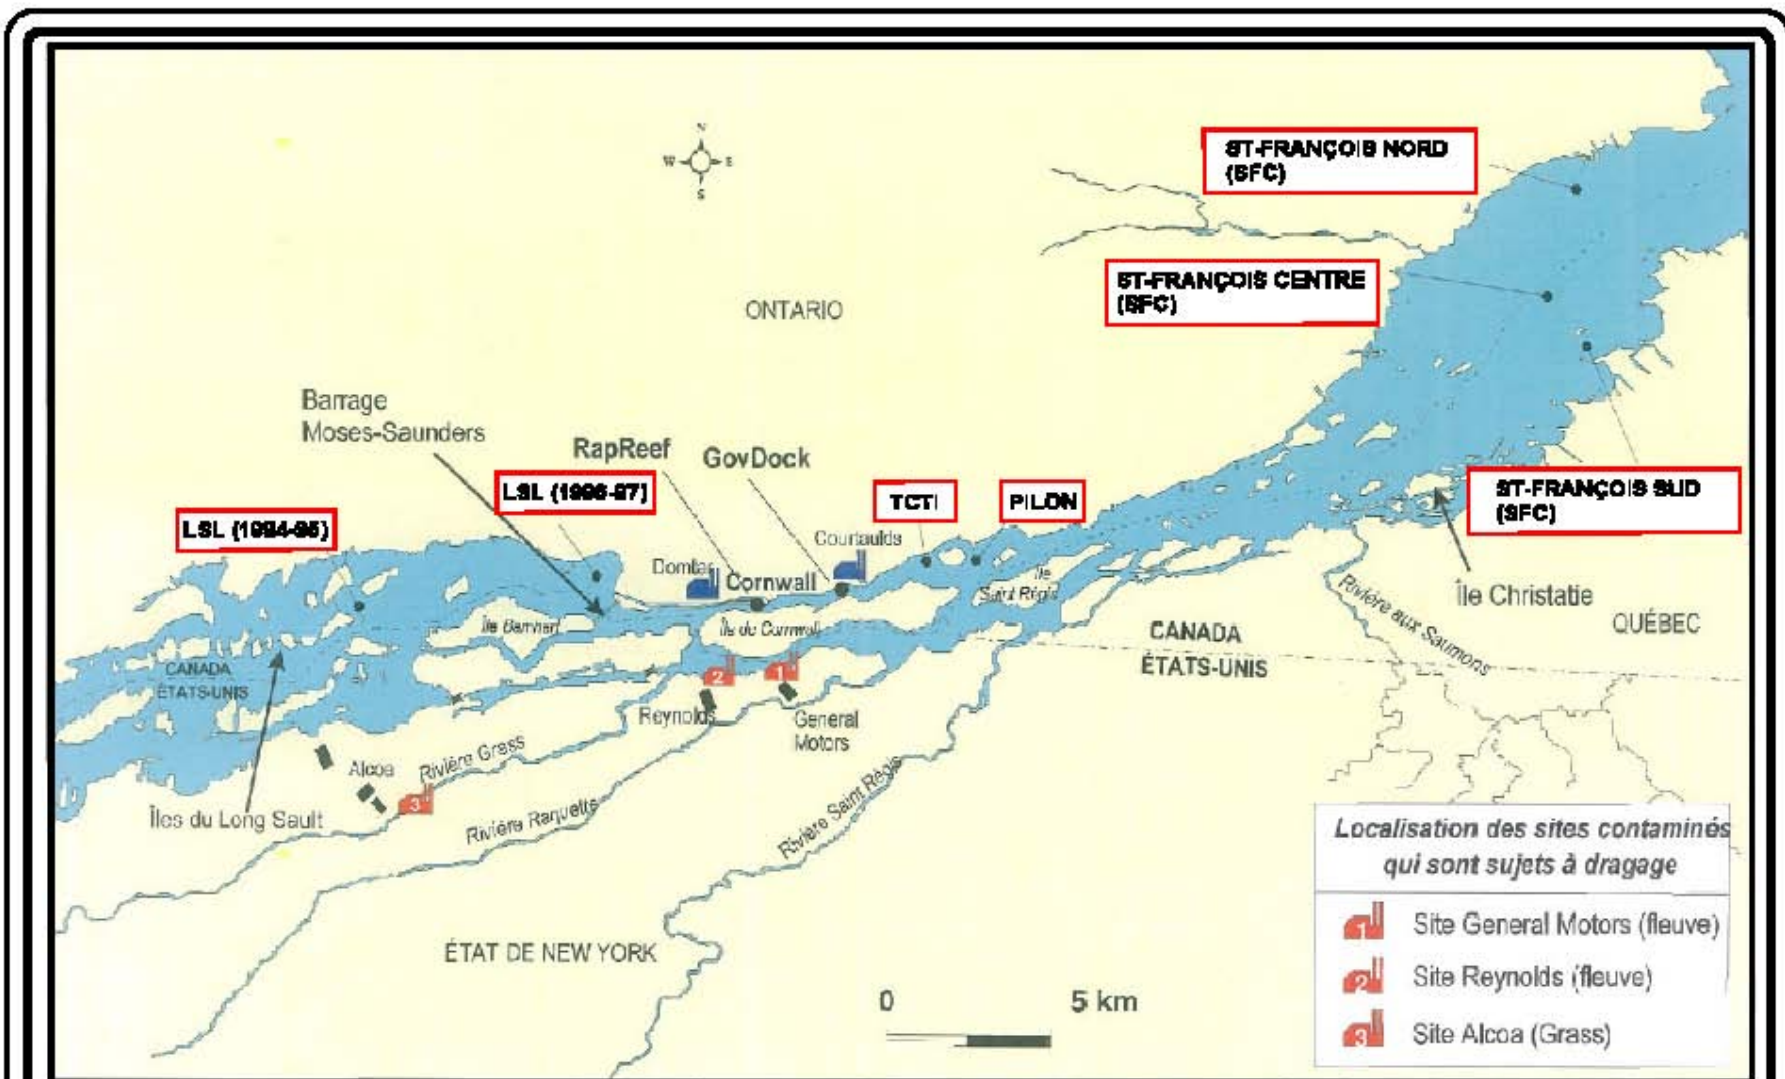 N
W
E
S
ST-FRANÇOIS NORD
(SFC)
ST-FRANÇOIS CENTRE
(SFC)
ONTARIO
Barrage
Moses-Saunders
RapReef
GovDock
LSL (1996-97)
TCTI
PILON
ST-FRANÇOIS SUD
(SFC)
LSL (1994-95)
Courtaulds
Domtar
Cornwall
Île
Saint Régis
Île Barnhart
Île de Cornwall
Rivière aux Saumons
Île Christatie
QUÉBEC
CANADA
ÉTATS-UNIS
CANADA
ÉTATS-UNIS
2
1
Reynolds
General
Motors
Alcoa
3
Rivière Grass
Îles du Long Sault
Rivière Raquette
Rivière Saint Régis
ÉTAT DE NEW YORK
0
5 km
Localisation des sites contaminés
qui sont sujets à dragage
1 Site General Motors (fleuve)
2 Site Reynolds (fleuve)
3 Site Alcoa (Grass)